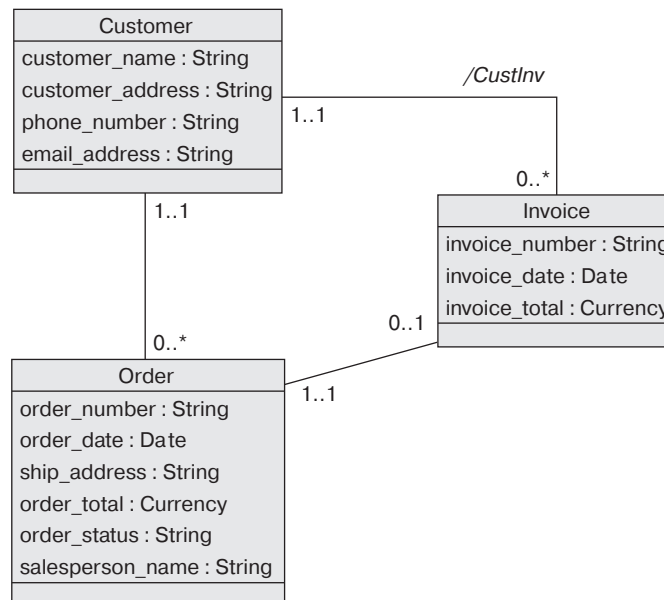 Customer
customer_name : String
customer_address : String
phone_number : String
email_address : String
/CustInv
1..1
0..*
1..1
Invoice
invoice_number : String
invoice_date : Date
invoice_total : Currency
0..1
0..*
1..1
Order
order_number : String
order_date : Date
ship_address : String
order_total : Currency
order_status : String
salesperson_name : String